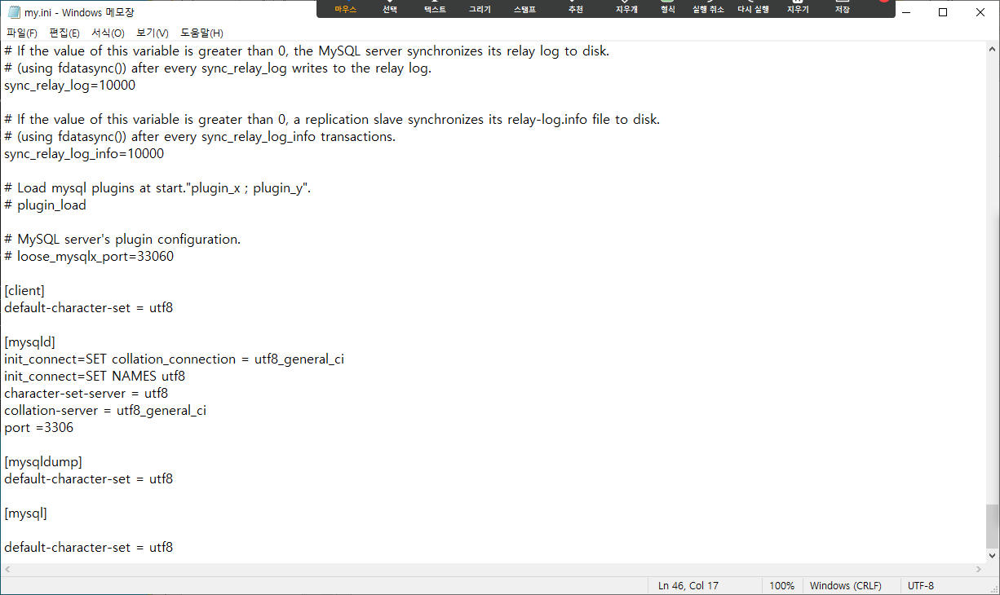 my.ini - Windows 메모장
마우스 선택 텍스트 그리기 스탬프 추천 지우개 형식 실행 취소 다시 실행 지우기 저장
파일(F) 편집(E) 서식(O) 보기(V) 도움말(H)
# If the value of this variable is greater than 0, the MySQL server synchronizes its relay log to disk.
# (using fdatasync()) after every sync_relay_log writes to the relay log.
sync_relay_log=10000
# If the value of this variable is greater than 0, a replication slave synchronizes its relay-log.info file to disk.
# (using fdatasync()) after every sync_relay_log_info transactions.
sync_relay_log_info=10000
# Load mysql plugins at start."plugin_x ; plugin_y".
# plugin_load
# MySQL server's plugin configuration.
# loose_mysqlx_port=33060
[client]
default-character-set = utf8
[mysqld]
init_connect=SET collation_connection = utf8_general_ci
init_connect=SET NAMES utf8
character-set-server = utf8
collation-server = utf8_general_ci
port =3306
[mysqldump]
default-character-set = utf8
[mysql]
default-character-set = utf8
Ln 46, Col 17 100% Windows (CRLF) UTF-8